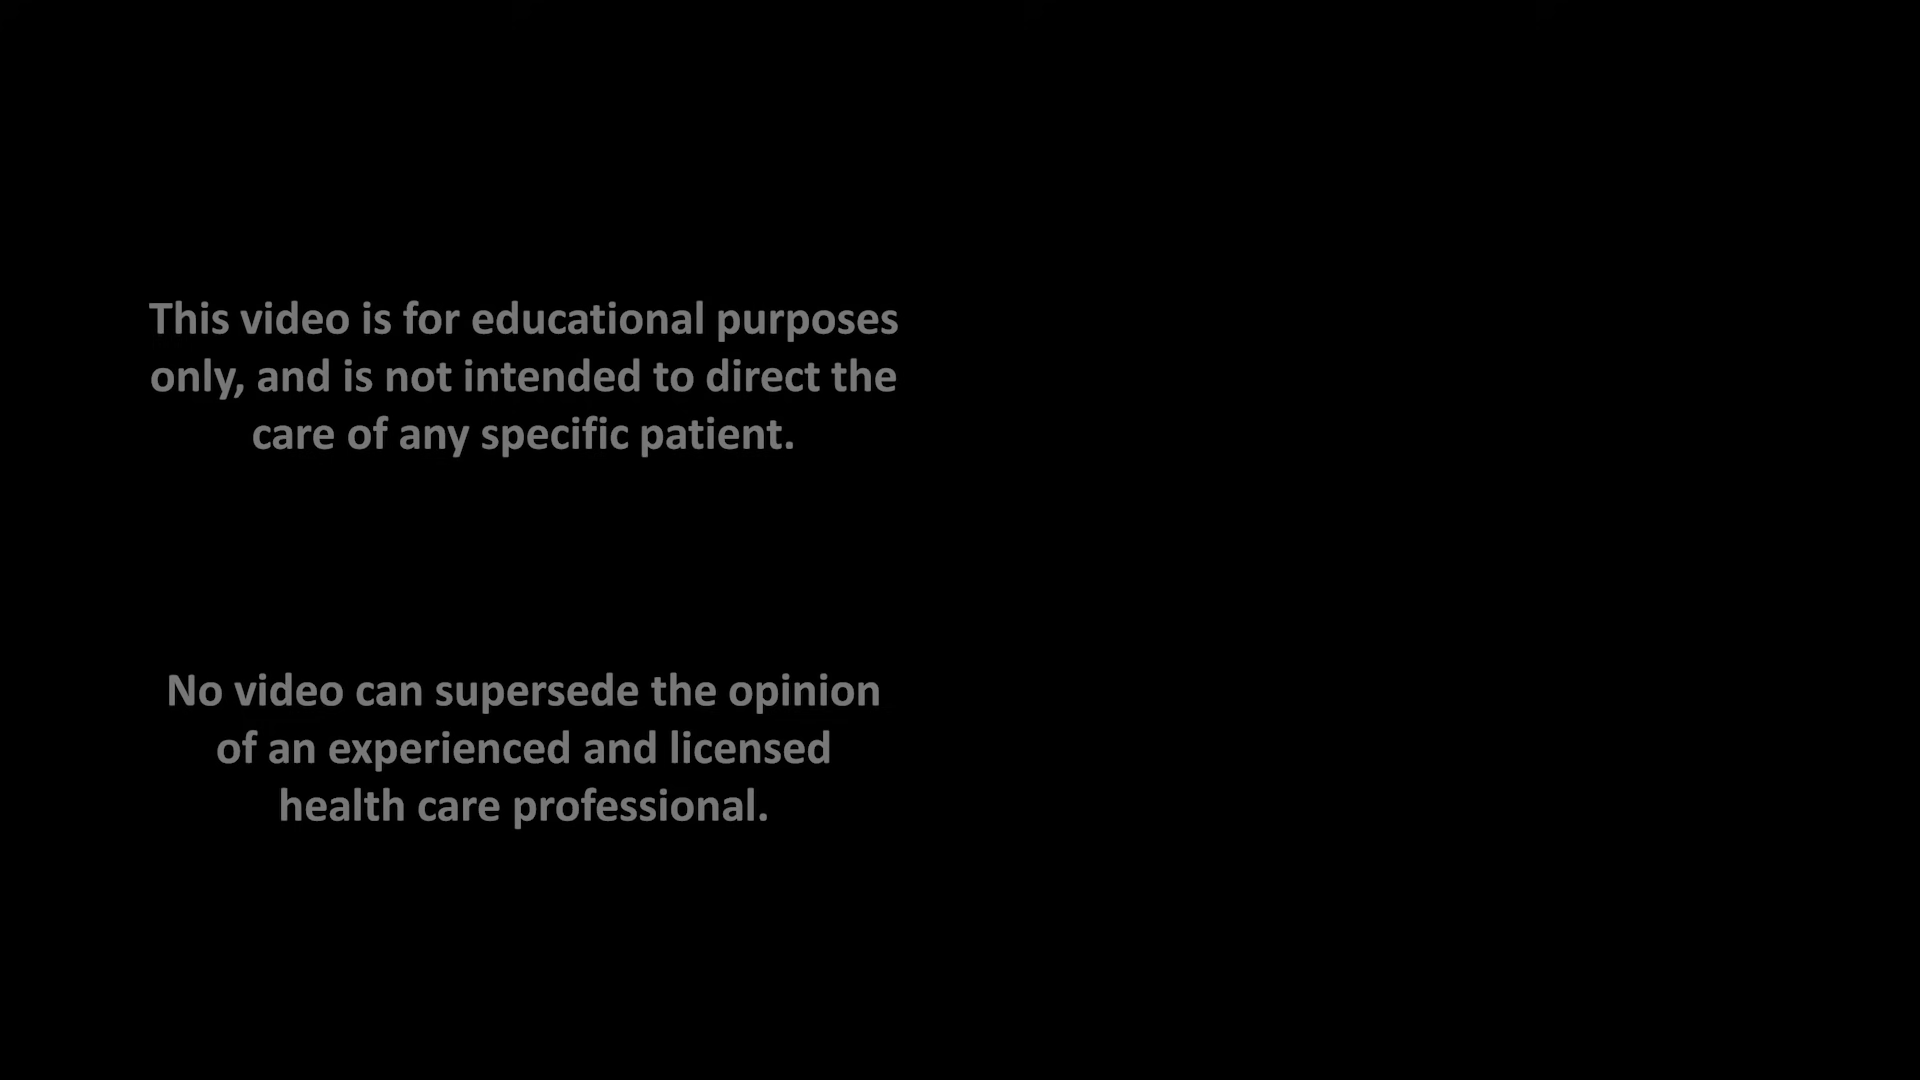 This video is for educational purposes
only, and is not intended to direct the
care of any specific patient.
No video can supersede the opinion
of an experienced and licensed
health care professional.